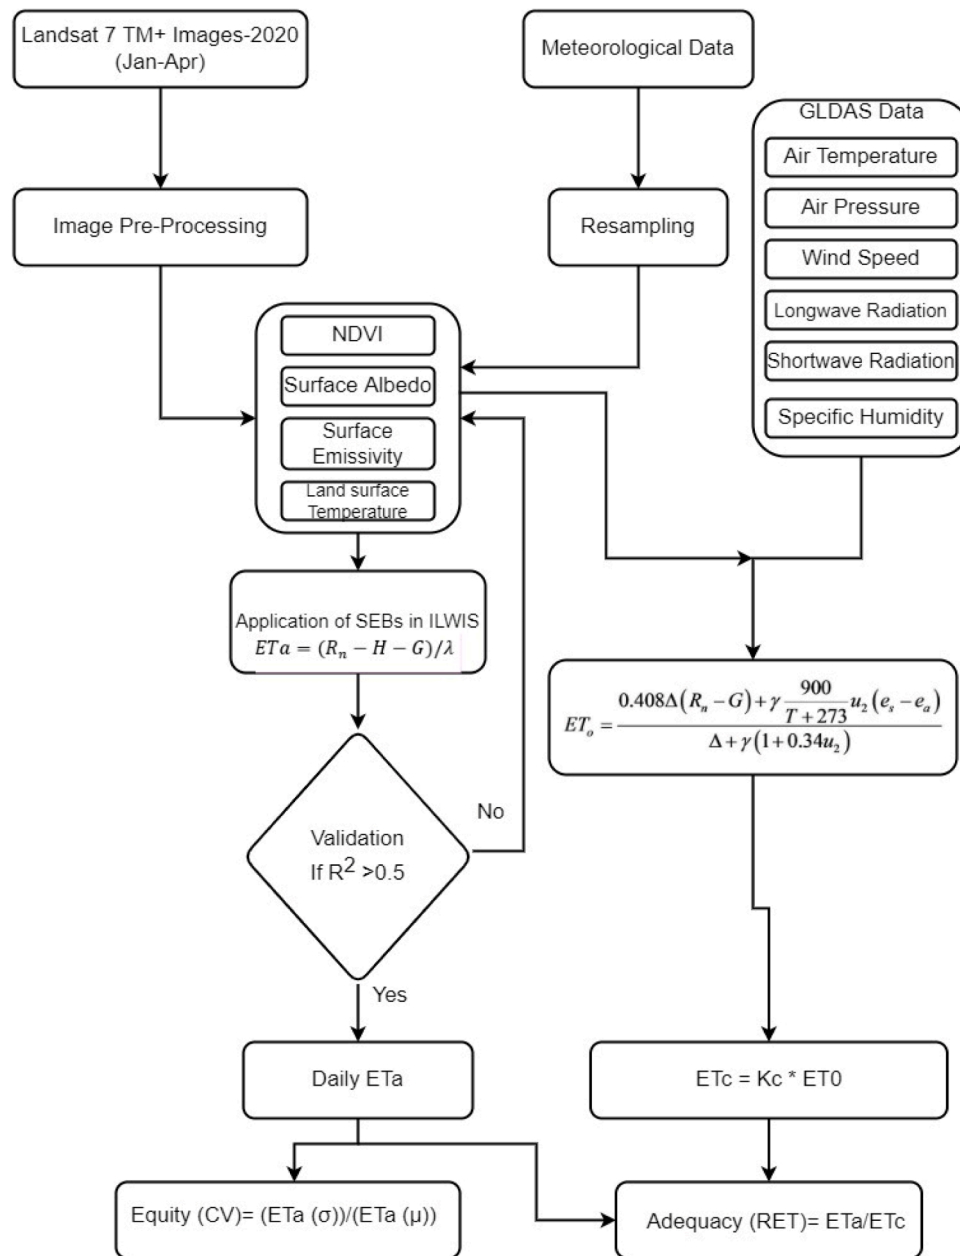 Landsat 7 TM+ Images-2020
(Jan-Apr)
Meteorological Data
GLDAS Data
Air Temperature
Air Pressure
Wind Speed
Longwave Radiation
Shortwave Radiation
Specific Humidity
Image Pre-Processing
Resampling
NDVI
Surface Albedo
Surface
Emissivity
Land surface
Temperature
Application of SEBs in ILWIS
ETa = (Rₙ − H − G)/λ
ETₒ = (0.408Δ(Rₙ − G) + γ 900/(T + 273) u₂(eₛ − eₐ)) / (Δ + γ(1 + 0.34u₂))
Validation
If R² >0.5
No
Yes
Daily ETa
ETc = Kc * ET0
Equity (CV)= (ETa (σ))/(ETa (μ))
Adequacy (RET)= ETa/ETc